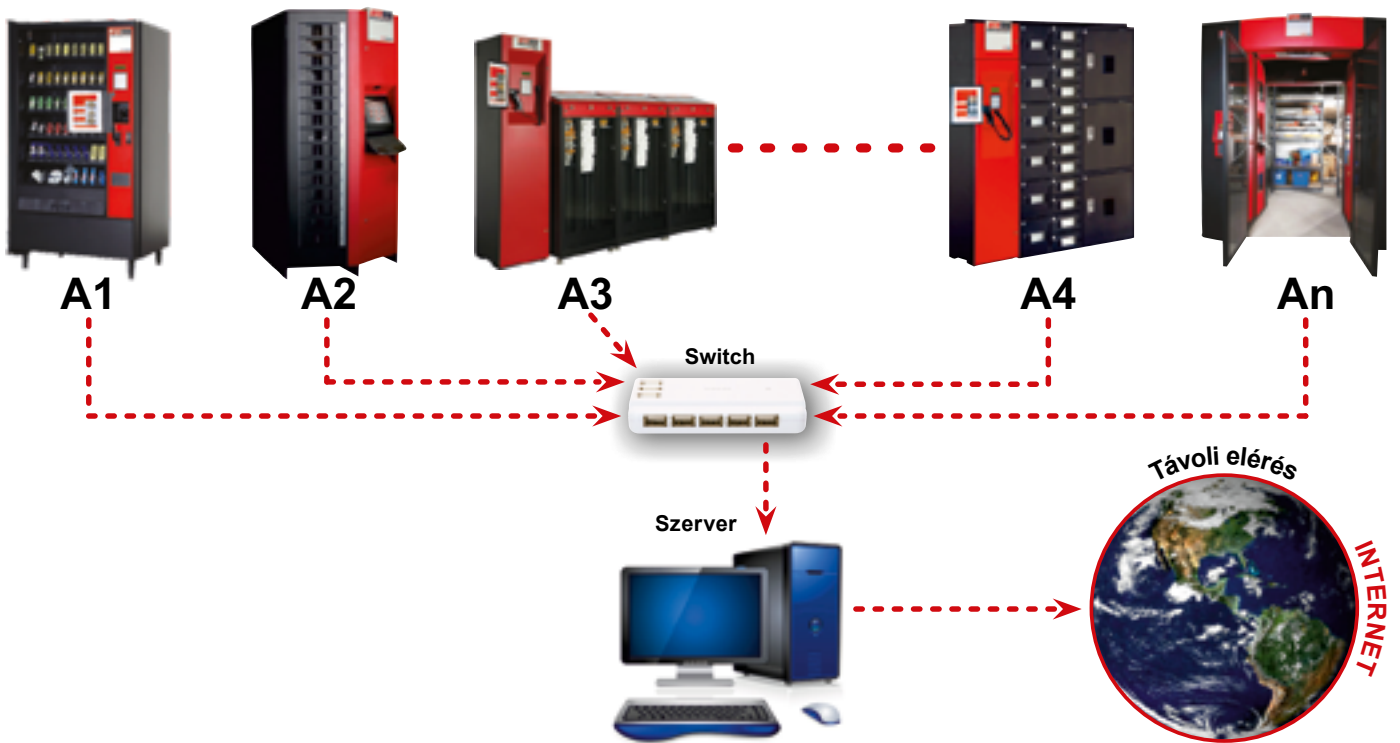 A1
A2
A3
A4
An
Switch
Szerver
Távoli elérés
INTERNET